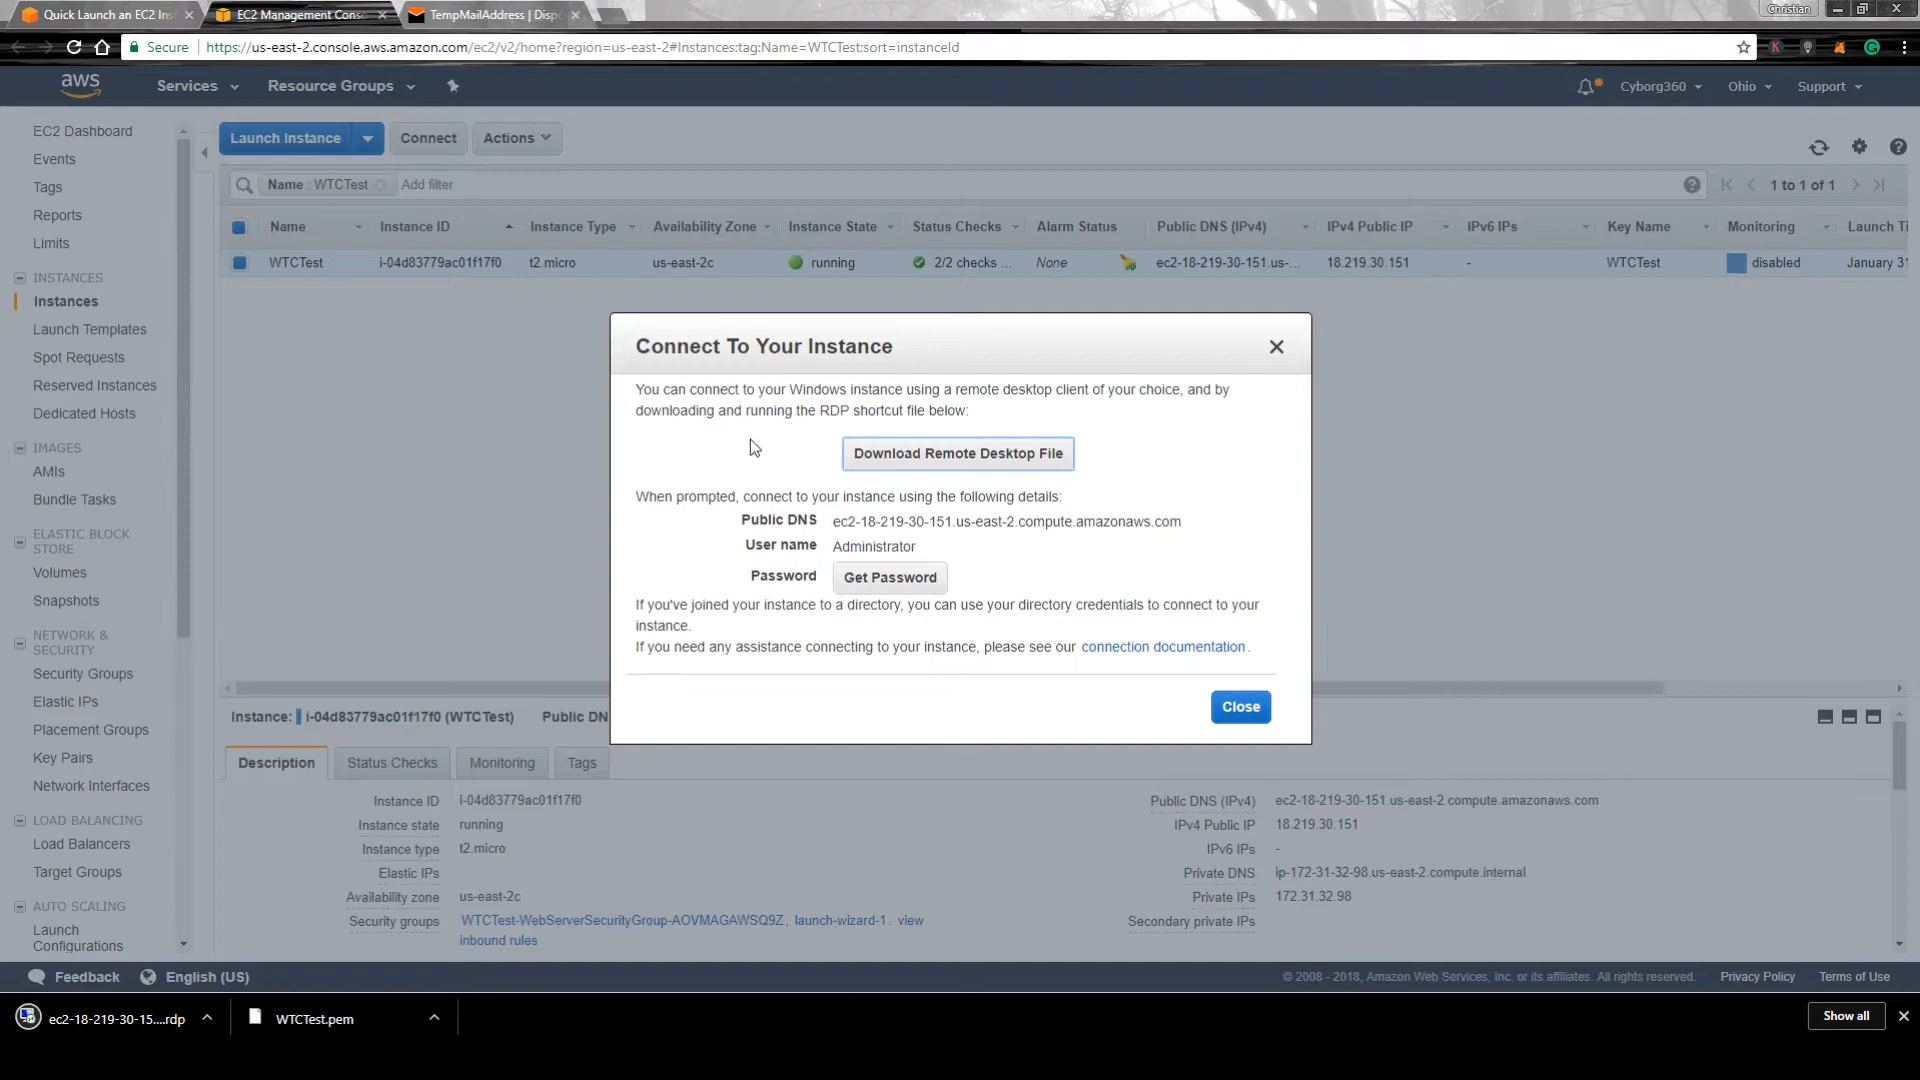 Quick Launch an EC2 Ins
EC2 Management Conso
TempMailAddress | Dispo
Christian
Secure
https://us-east-2.console.aws.amazon.com/ec2/v2/home?region=us-east-2#Instances:tag:Name=WTCTest;sort=instanceId
aws
Services
Resource Groups
Cyborg360
Ohio
Support
EC2 Dashboard
Events
Tags
Reports
Limits
INSTANCES
Instances
Launch Templates
Spot Requests
Reserved Instances
Dedicated Hosts
IMAGES
AMIs
Bundle Tasks
ELASTIC BLOCK
STORE
Volumes
Snapshots
NETWORK &
SECURITY
Security Groups
Elastic IPs
Placement Groups
Key Pairs
Network Interfaces
LOAD BALANCING
Load Balancers
Target Groups
AUTO SCALING
Launch
Configurations
Launch Instance
Connect
Actions
Name : WTCTest
Add filter
1 to 1 of 1
Name Instance ID Instance Type Availability Zone Instance State Status Checks Alarm Status Public DNS (IPv4) IPv4 Public IP IPv6 IPs Key Name Monitoring Launch Ti
WTCTest i-04d83779ac01f17f0 t2.micro us-east-2c running 2/2 checks ... None ec2-18-219-30-151.us-... 18.219.30.151 - WTCTest disabled January 31
Connect To Your Instance
You can connect to your Windows instance using a remote desktop client of your choice, and by
downloading and running the RDP shortcut file below:
Download Remote Desktop File
When prompted, connect to your instance using the following details:
Public DNS ec2-18-219-30-151.us-east-2.compute.amazonaws.com
User name Administrator
Password Get Password
If you've joined your instance to a directory, you can use your directory credentials to connect to your
instance.
If you need any assistance connecting to your instance, please see our connection documentation.
Close
Instance: i-04d83779ac01f17f0 (WTCTest) Public DN
Description
Status Checks
Monitoring
Tags
Instance ID i-04d83779ac01f17f0
Instance state running
Instance type t2.micro
Elastic IPs
Availability zone us-east-2c
Security groups WTCTest-WebServerSecurityGroup-AOVMAGAWSQ9Z, launch-wizard-1. view
inbound rules
Public DNS (IPv4) ec2-18-219-30-151.us-east-2.compute.amazonaws.com
IPv4 Public IP 18.219.30.151
IPv6 IPs -
Private DNS ip-172-31-32-98.us-east-2.compute.internal
Private IPs 172.31.32.98
Secondary private IPs
Feedback
English (US)
© 2008 - 2018, Amazon Web Services, Inc. or its affiliates. All rights reserved.
Privacy Policy
Terms of Use
ec2-18-219-30-15....rdp
WTCTest.pem
Show all